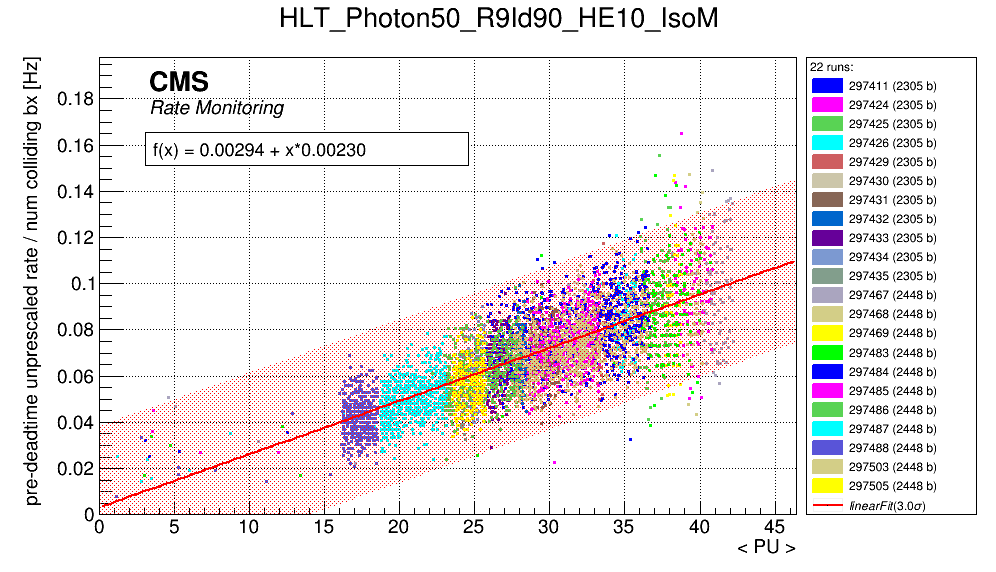 HLT_Photon50_R9Id90_HE10_IsoM
pre-deadtime unprescaled rate / num colliding bx [Hz]
CMS
Rate Monitoring
f(x) = 0.00294 + x*0.00230
0.18
0.16
0.14
0.12
0.1
0.08
0.06
0.04
0.02
0
0 5 10 15 20 25 30 35 40 45
< PU >
22 runs:
297411 (2305 b)
297424 (2305 b)
297425 (2305 b)
297426 (2305 b)
297429 (2305 b)
297430 (2305 b)
297431 (2305 b)
297432 (2305 b)
297433 (2305 b)
297434 (2305 b)
297435 (2305 b)
297467 (2448 b)
297468 (2448 b)
297469 (2448 b)
297483 (2448 b)
297484 (2448 b)
297485 (2448 b)
297486 (2448 b)
297487 (2448 b)
297488 (2448 b)
297503 (2448 b)
297505 (2448 b)
linearFit(3.0σ)